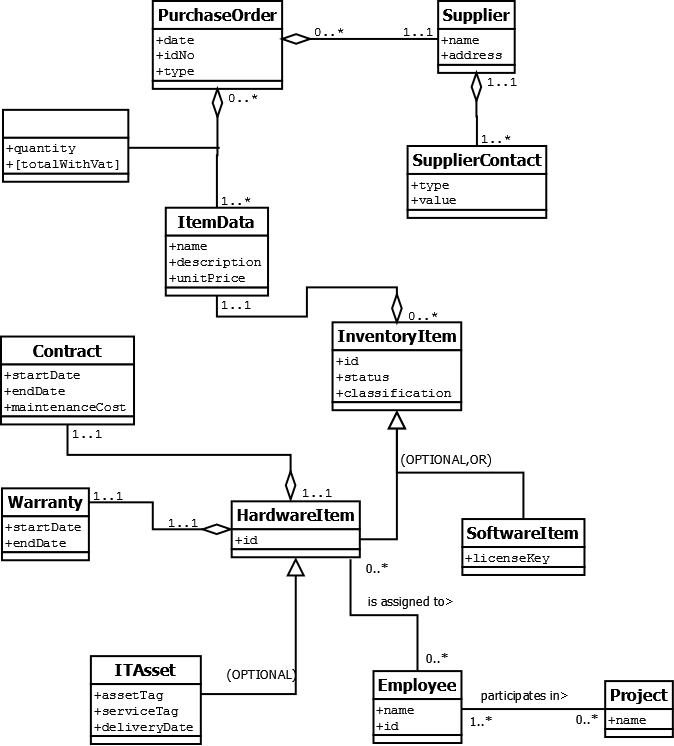 PurchaseOrder
+date
+idNo
+type
0..*
1..1
Supplier
+name
+address
0..*
1..1
+quantity
+[totalWithVat]
1..*
SupplierContact
+type
+value
1..*
ItemData
+name
+description
+unitPrice
1..1
0..*
InventoryItem
+id
+status
+classification
Contract
+startDate
+endDate
+maintenanceCost
1..1
(OPTIONAL,OR)
Warranty
+startDate
+endDate
1..1
1..1
1..1
HardwareItem
+id
SoftwareItem
+licenseKey
0..*
is assigned to>
ITAsset
+assetTag
+serviceTag
+deliveryDate
(OPTIONAL)
0..*
Employee
+name
+id
participates in>
1..*
0..*
Project
+name